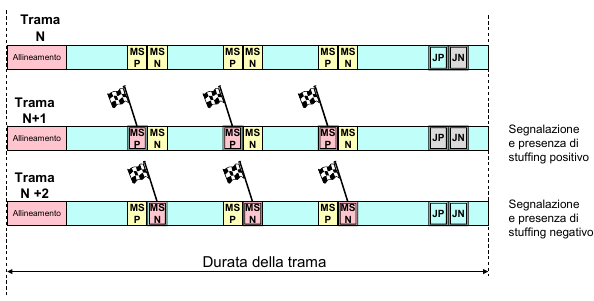 Trama
N
Allineamento
MS MS MS MS MS MS
P N P N P N
JP JN
Trama
N+1
Allineamento
MS MS MS MS MS MS
P N P N P N
JP JN
Segnalazione
e presenza di
stuffing positivo
Trama
N +2
Allineamento
MS MS MS MS MS MS
P N P N P N
JP JN
Segnalazione
e presenza di
stuffing negativo
Durata della trama